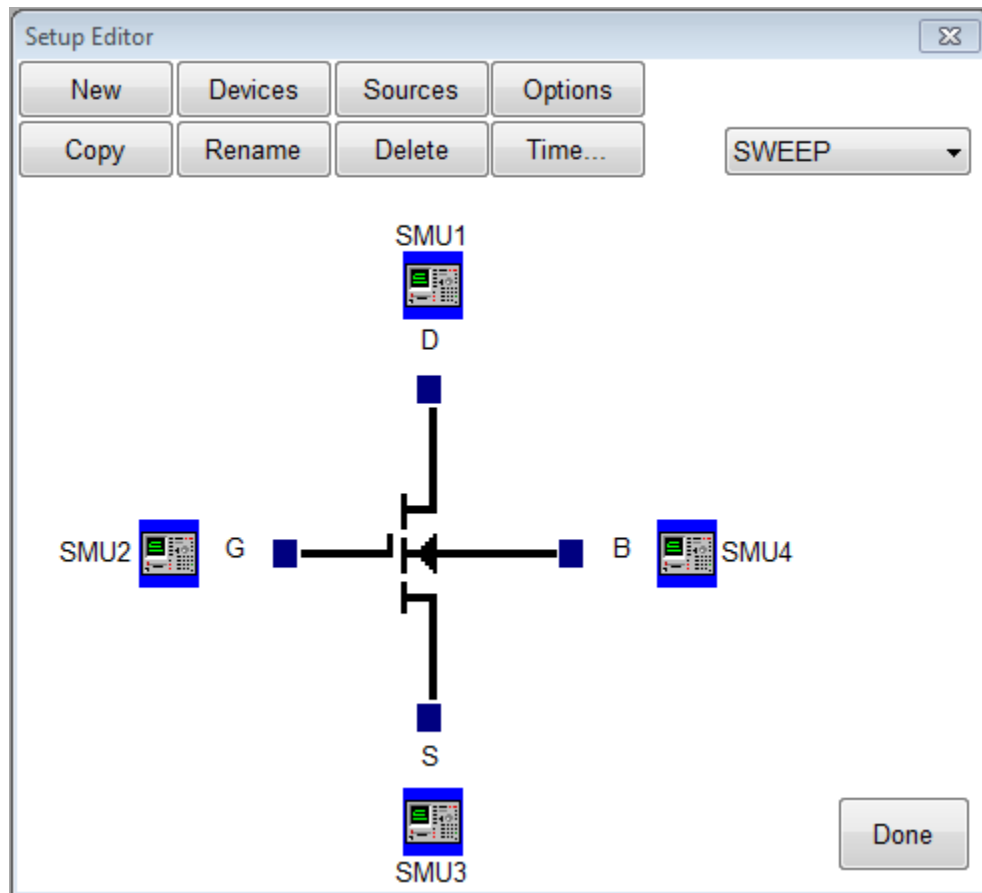 Setup Editor
New Devices Sources Options
Copy Rename Delete Time... SWEEP
SMU1
D
SMU2 G B SMU4
S
Done
SMU3